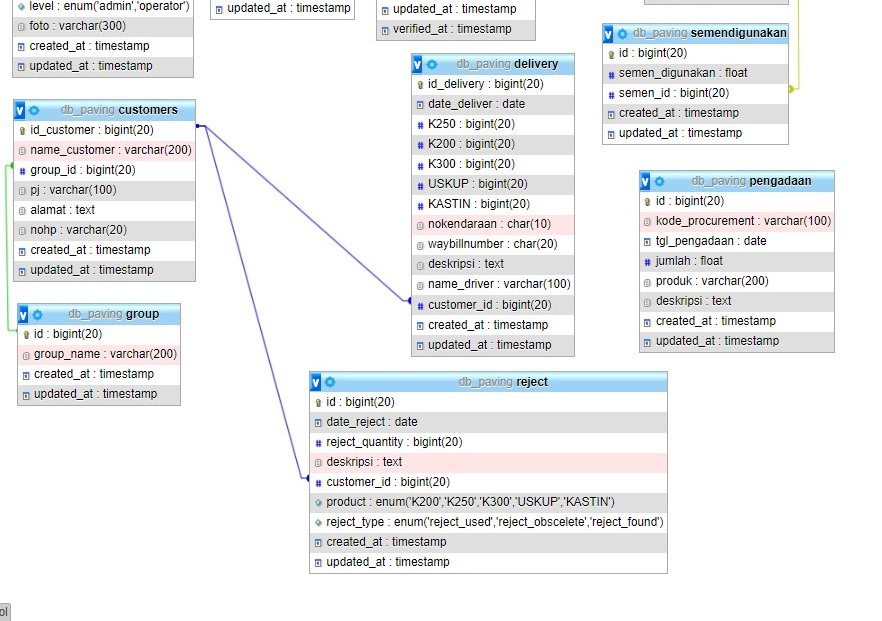 level : enum('admin','operator')
foto : varchar(300)
created_at : timestamp
updated_at : timestamp
updated_at : timestamp
updated_at : timestamp
verified_at : timestamp
db_paving semendigunakan
id : bigint(20)
semen_digunakan : float
semen_id : bigint(20)
created_at : timestamp
updated_at : timestamp
db_paving delivery
id_delivery : bigint(20)
date_deliver : date
K250 : bigint(20)
K200 : bigint(20)
K300 : bigint(20)
USKUP : bigint(20)
KASTIN : bigint(20)
nokendaraan : char(10)
waybillnumber : char(20)
deskripsi : text
name_driver : varchar(100)
customer_id : bigint(20)
created_at : timestamp
updated_at : timestamp
db_paving customers
id_customer : bigint(20)
name_customer : varchar(200)
group_id : bigint(20)
pj : varchar(100)
alamat : text
nohp : varchar(20)
created_at : timestamp
updated_at : timestamp
db_paving pengadaan
id : bigint(20)
kode_procurement : varchar(100)
tgl_pengadaan : date
jumlah : float
produk : varchar(200)
deskripsi : text
created_at : timestamp
updated_at : timestamp
db_paving group
id : bigint(20)
group_name : varchar(200)
created_at : timestamp
updated_at : timestamp
db_paving reject
id : bigint(20)
date_reject : date
reject_quantity : bigint(20)
deskripsi : text
customer_id : bigint(20)
product : enum('K200','K250','K300','USKUP','KASTIN')
reject_type : enum('reject_used','reject_obscelete','reject_found')
created_at : timestamp
updated_at : timestamp
ol